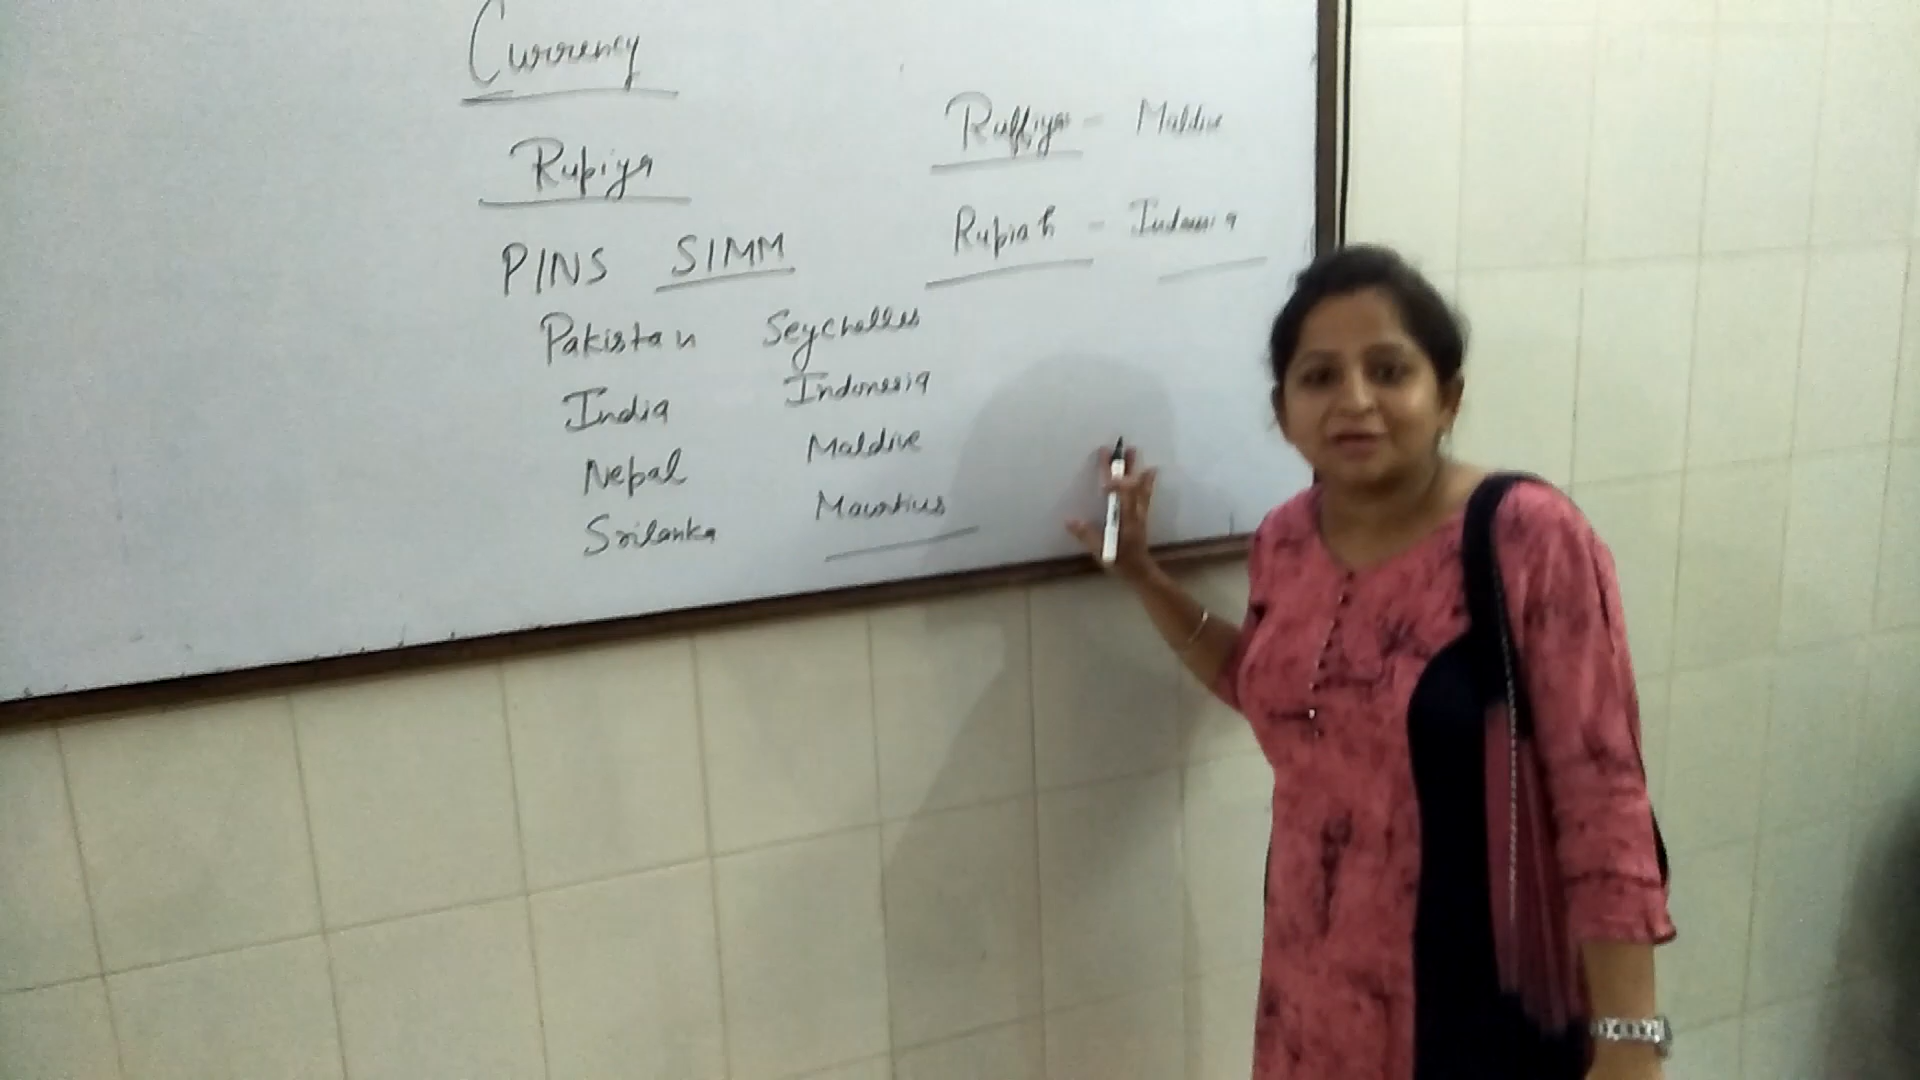 Currency
Rupiya
PINS SIMM
Pakistan Seychelles
India Indonesia
Nepal Maldive
Srilanka Mauritius
Ruffiya - Maldive
Rupiah - Indonesia